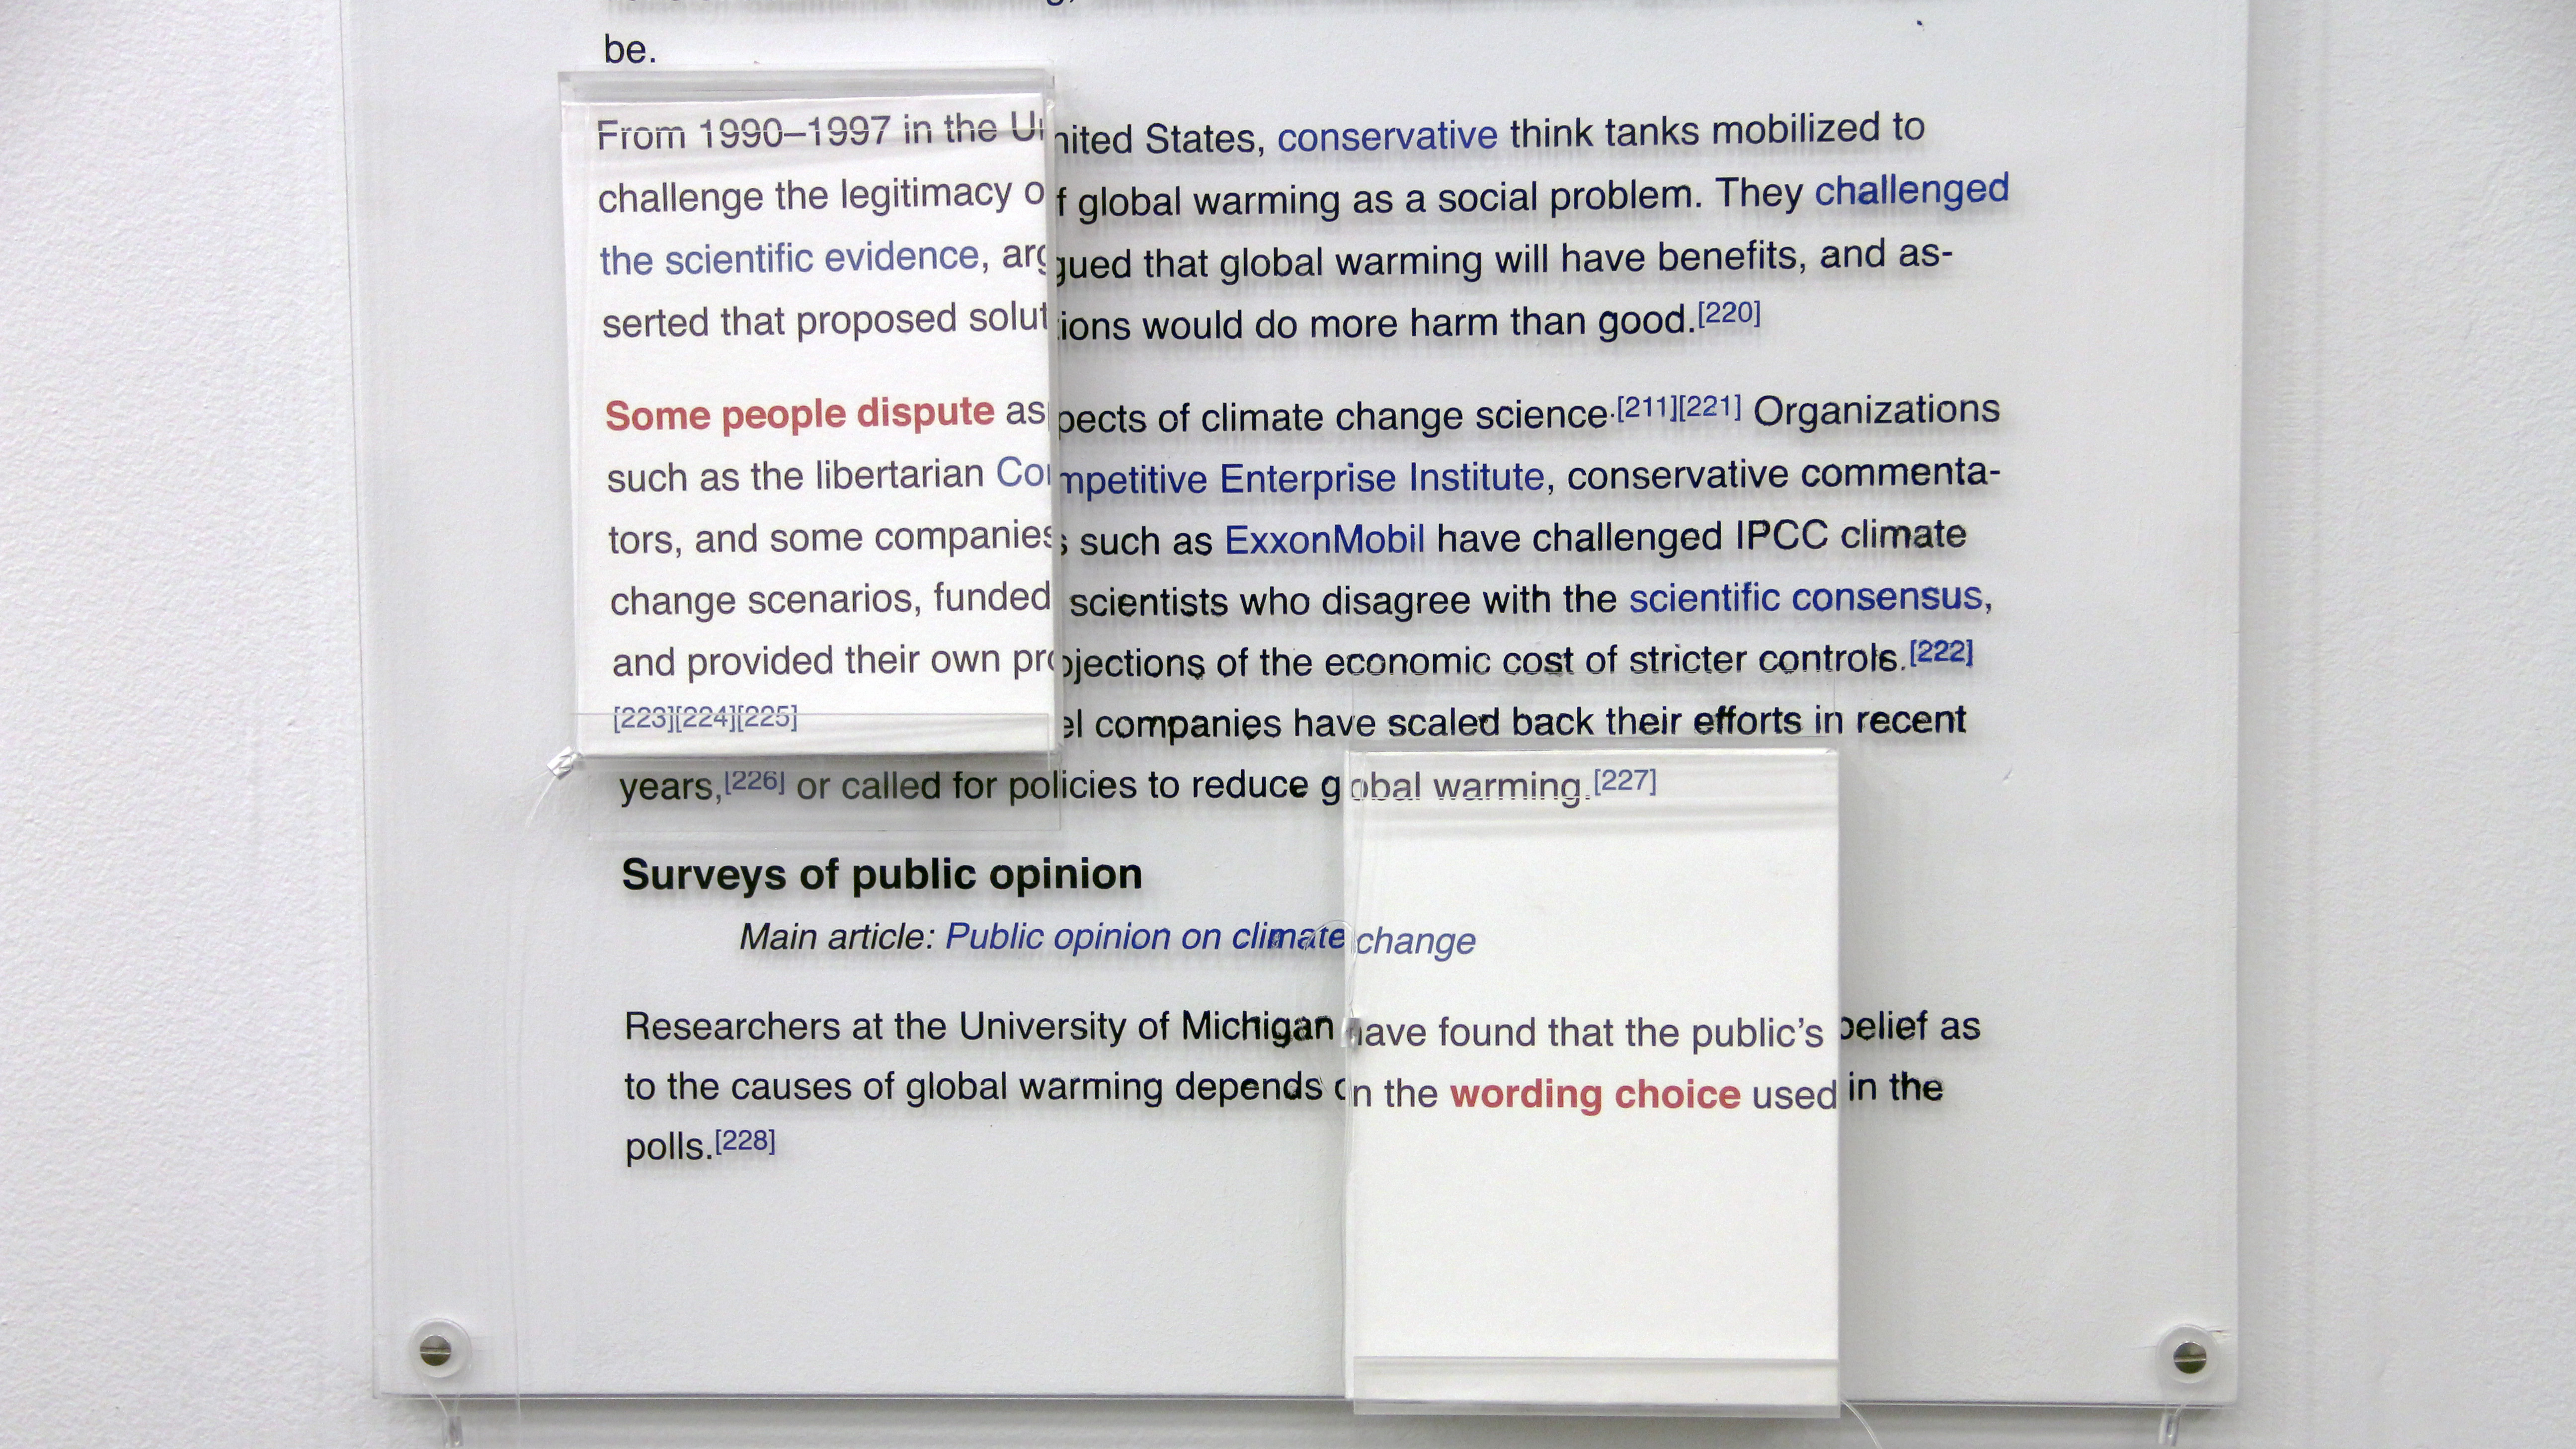 be.
From 1990–1997 in the United States, conservative think tanks mobilized to
challenge the legitimacy of global warming as a social problem. They challenged
the scientific evidence, argued that global warming will have benefits, and as-
serted that proposed solutions would do more harm than good.[220]
Some people dispute aspects of climate change science.[211][221] Organizations
such as the libertarian Competitive Enterprise Institute, conservative commenta-
tors, and some companies such as ExxonMobil have challenged IPCC climate
change scenarios, funded scientists who disagree with the scientific consensus,
and provided their own projections of the economic cost of stricter controls.[222]
[223][224][225] el companies have scaled back their efforts in recent
years,[226] or called for policies to reduce global warming.[227]
Surveys of public opinion
Main article: Public opinion on climate change
Researchers at the University of Michigan have found that the public's belief as
to the causes of global warming depends on the wording choice used in the
polls.[228]